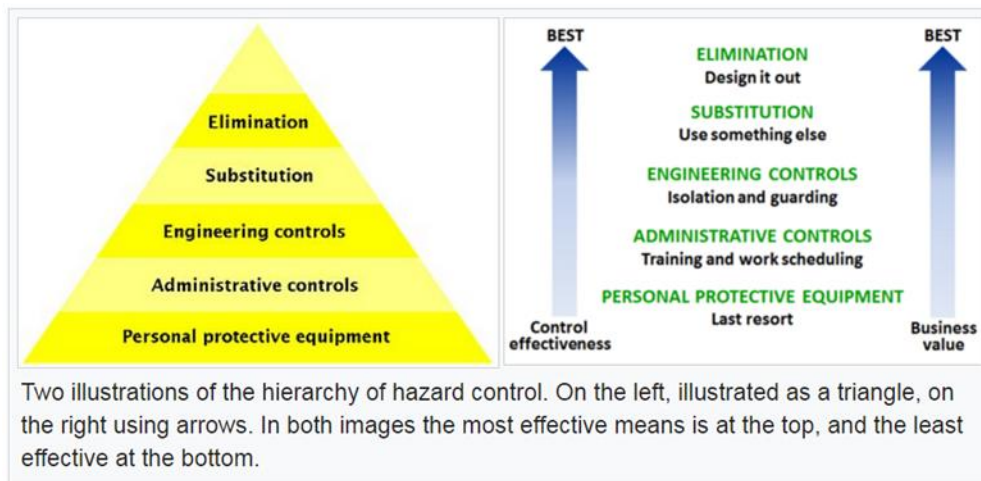 Elimination
Substitution
Engineering controls
Administrative controls
Personal protective equipment
BEST
ELIMINATION
Design it out
SUBSTITUTION
Use something else
ENGINEERING CONTROLS
Isolation and guarding
ADMINISTRATIVE CONTROLS
Training and work scheduling
PERSONAL PROTECTIVE EQUIPMENT
Last resort
Control
effectiveness
BEST
Business
value
Two illustrations of the hierarchy of hazard control. On the left, illustrated as a triangle, on
the right using arrows. In both images the most effective means is at the top, and the least
effective at the bottom.